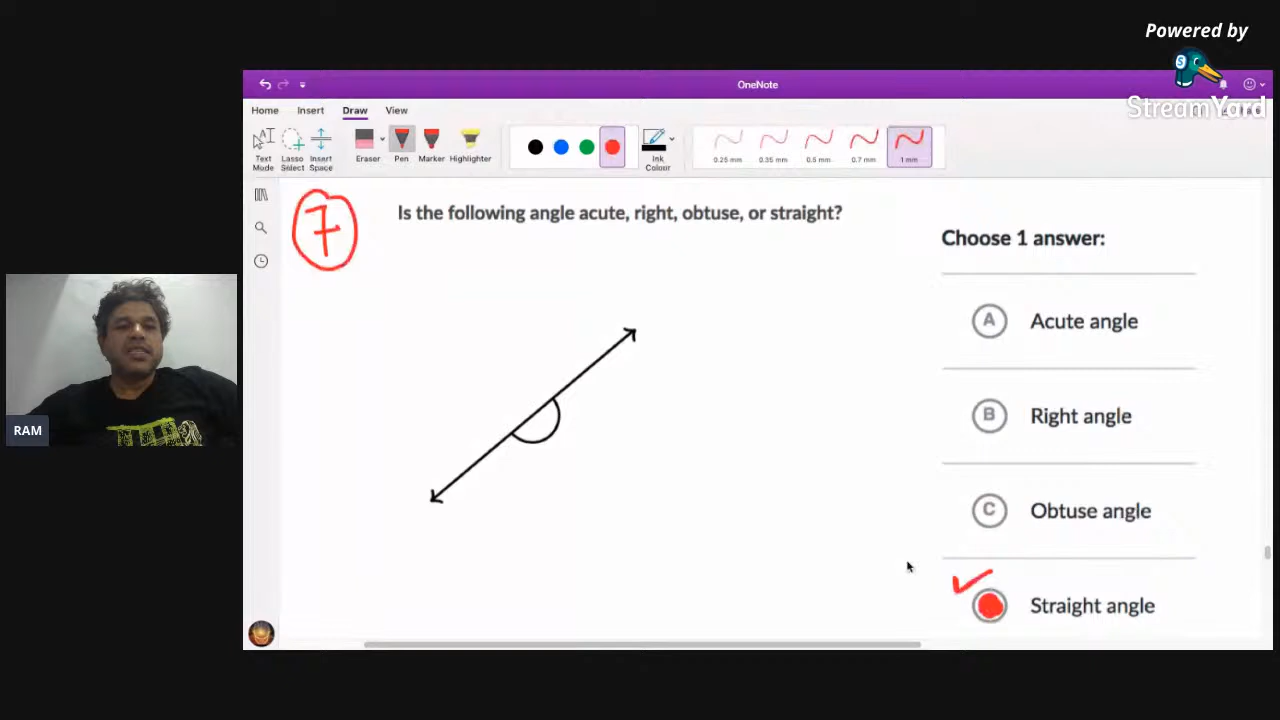 Powered by
S
StreamYard
OneNote
Home Insert Draw View
Text Mode
Lasso Select
Insert Space
Eraser
Pen
Marker
Highlighter
Ink Colour
0.25 mm
0.35 mm
0.5 mm
0.7 mm
1 mm
7
Is the following angle acute, right, obtuse, or straight?
Choose 1 answer:
A Acute angle
B Right angle
C Obtuse angle
Straight angle
RAM